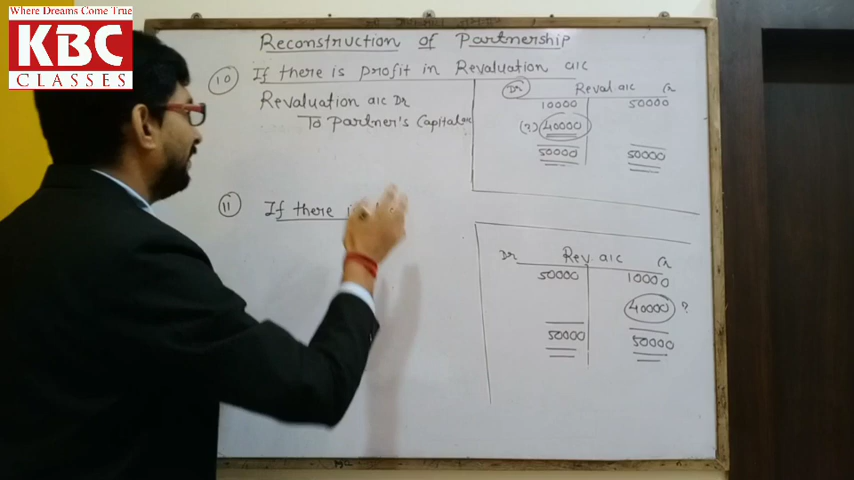 Where Dreams Come True
KBC
CLASSES
Reconstruction of Partnership
10 If there is profit in Revaluation a/c
Revaluation a/c Dr
To Partner's Capital a/c
Dr Reval a/c Cr
10000 50000
(?) 40000
50000 50000
11 If there
Dr Rev a/c Cr
50000 10000
40000 ?
50000 50000